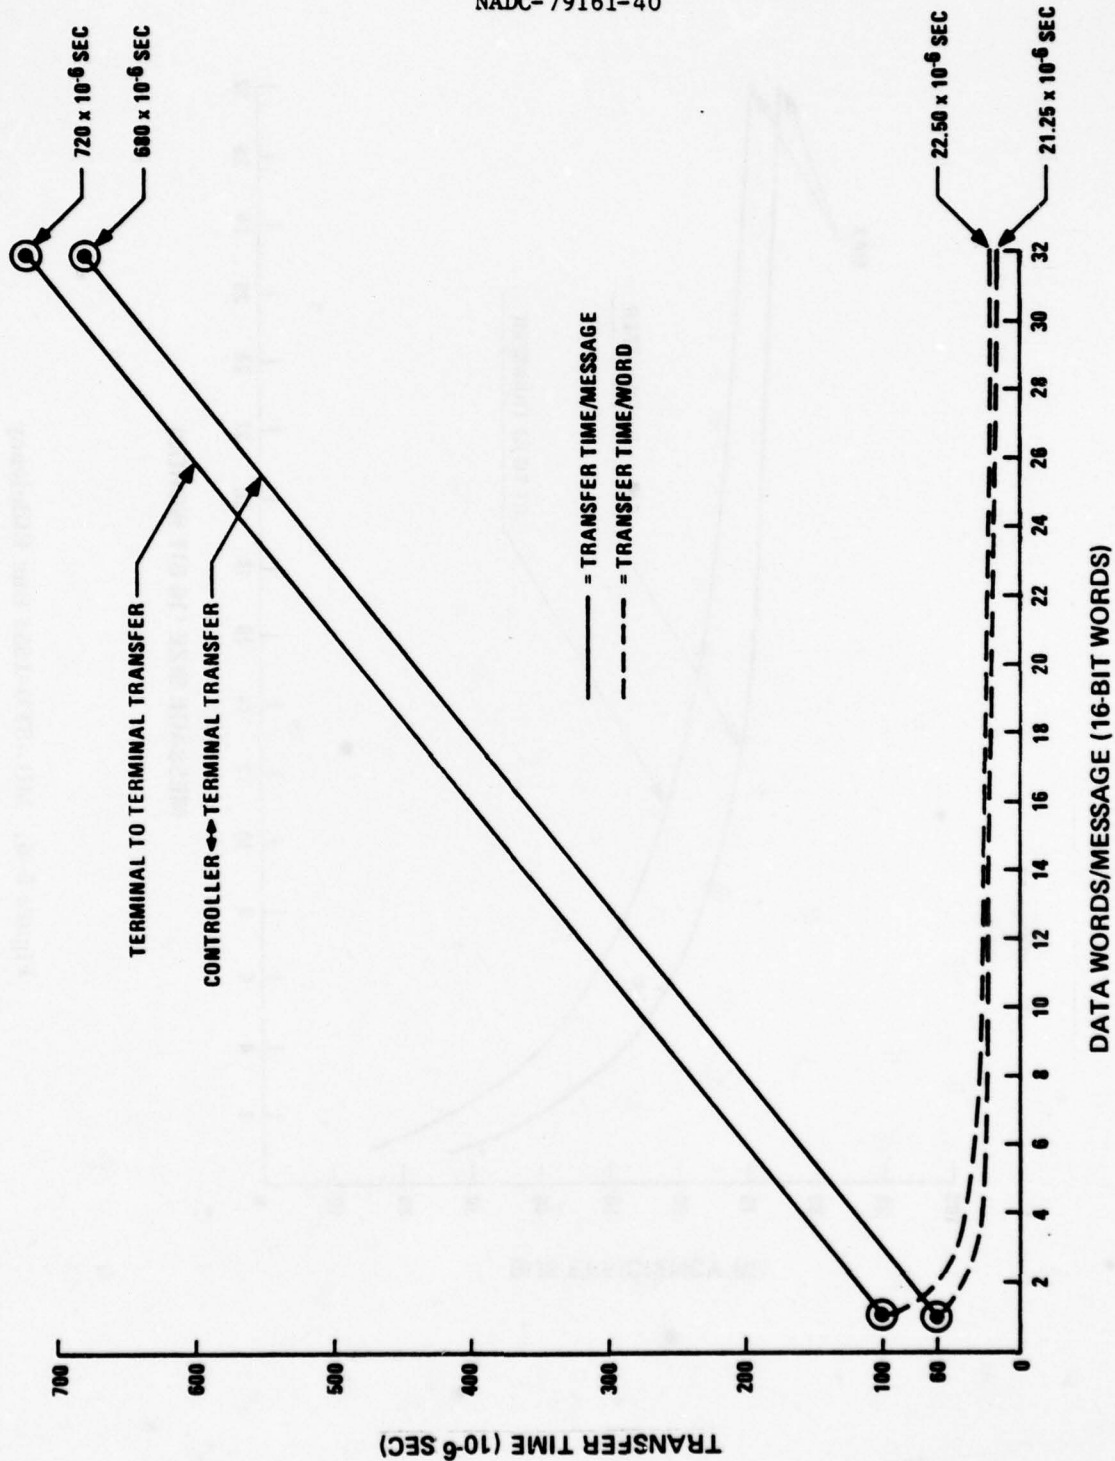 NADC-79161-40
720 x 10-6 SEC
680 x 10-6 SEC
TERMINAL TO TERMINAL TRANSFER
CONTROLLER↔TERMINAL TRANSFER
= TRANSFER TIME/MESSAGE
= TRANSFER TIME/WORD
22.50 x 10-6 SEC
21.25 x 10-6 SEC
TRANSFER TIME (10-6 SEC)
700
600
500
400
300
200
100
60
0
2
4
6
8
10
12
14
16
18
20
22
24
26
28
30
32
DATA WORDS/MESSAGE (16-BIT WORDS)